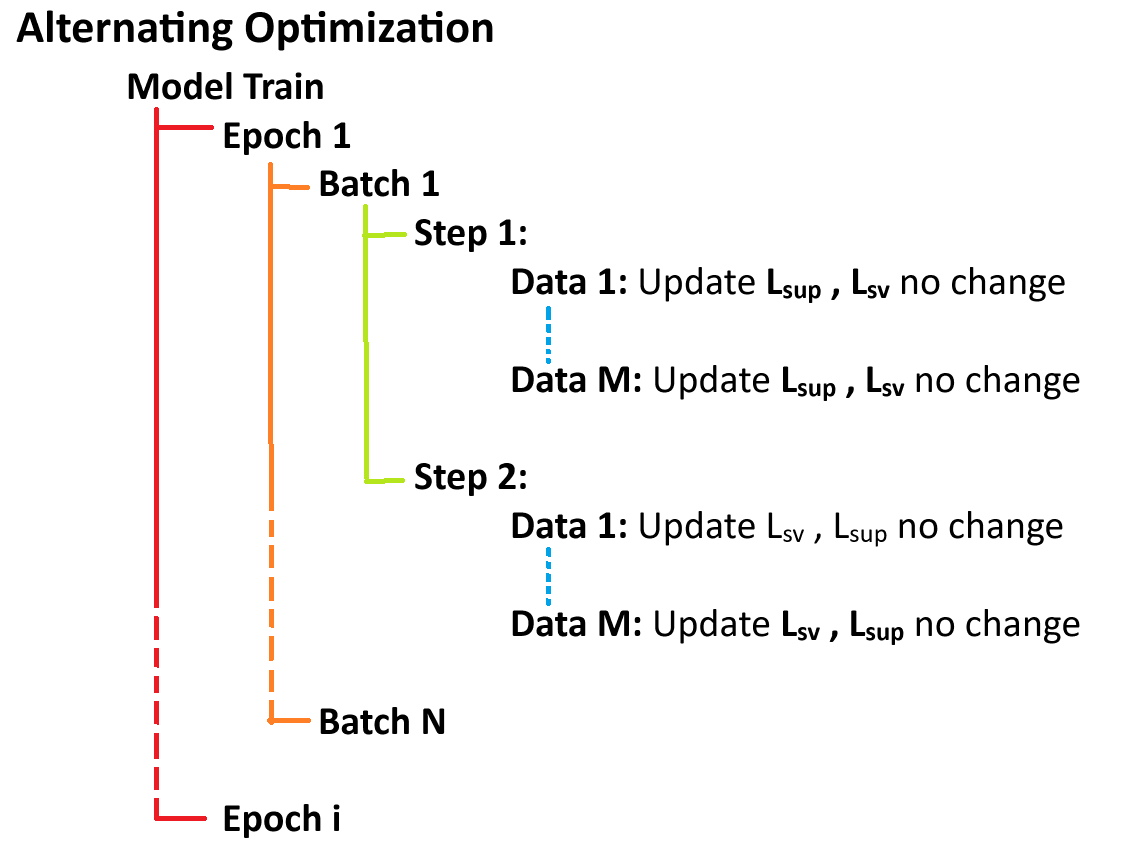 Alternating Optimization
Model Train
Epoch 1
Batch 1
Step 1:
Data 1: Update Lsup , Lsv no change
Data M: Update Lsup , Lsv no change
Step 2:
Data 1: Update Lsv , Lsup no change
Data M: Update Lsv , Lsup no change
Batch N
Epoch i